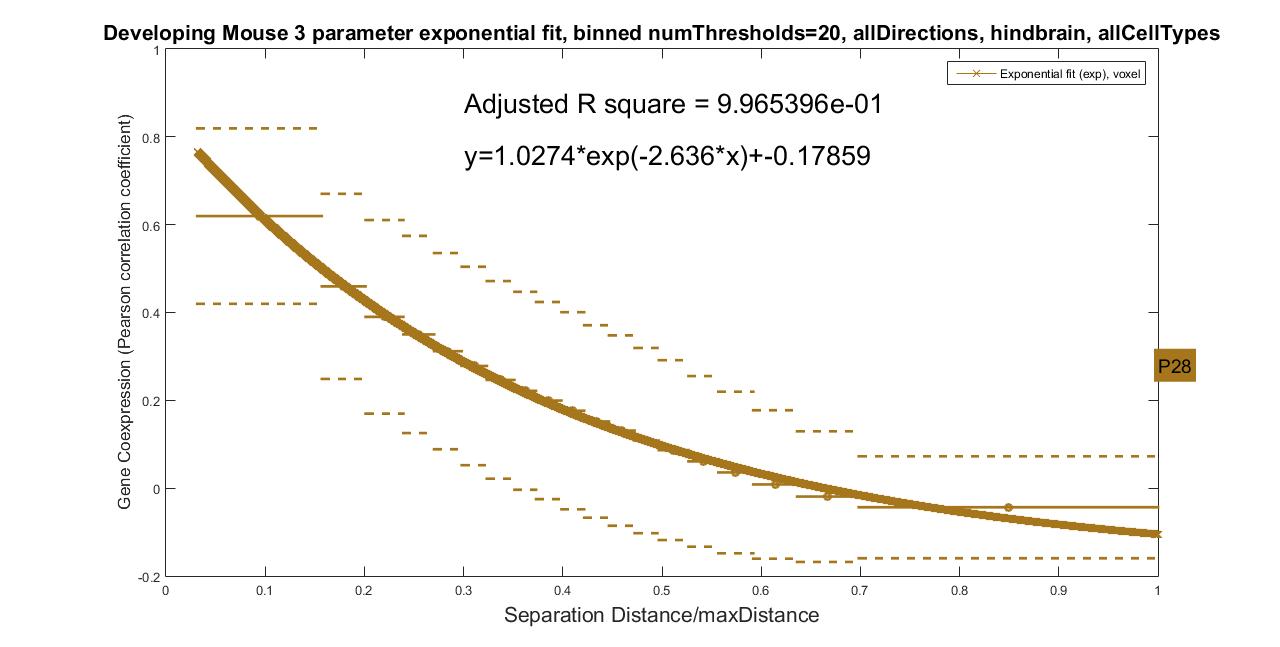 Developing Mouse 3 parameter exponential fit, binned numThresholds=20, allDirections, hindbrain, allCellTypes
Exponential fit (exp), voxel
Adjusted R square = 9.965396e-01
y=1.0274*exp(-2.636*x)+-0.17859
Gene Coexpression (Pearson correlation coefficient)
1
0.8
0.6
0.4
0.2
0
-0.2
P28
0 0.1 0.2 0.3 0.4 0.5 0.6 0.7 0.8 0.9 1
Separation Distance/maxDistance